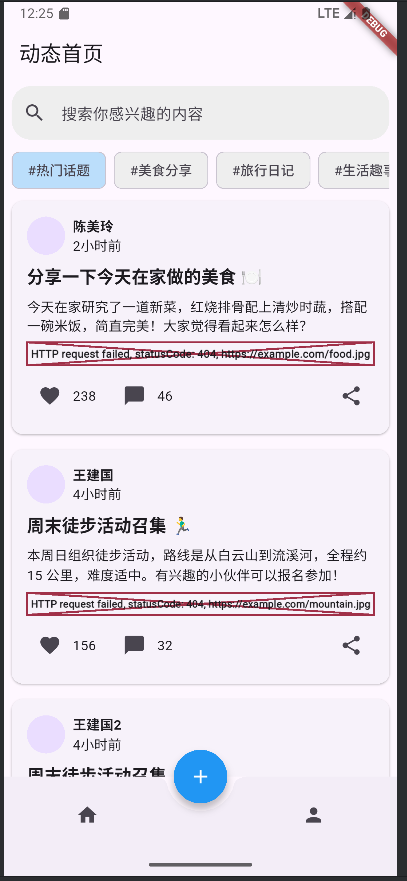 12:25
LTE
DEBUG
动态首页
搜索你感兴趣的内容
#热门话题
#美食分享
#旅行日记
#生活趣事
陈美玲
2小时前
分享一下今天在家做的美食 🍽️
今天在家研究了一道新菜，红烧排骨配上清炒时蔬，搭配
一碗米饭，简直完美！大家觉得看起来怎么样？
HTTP request failed, statusCode: 404, https://example.com/food.jpg
238
46
王建国
4小时前
周末徒步活动召集 🏃‍♂️
本周日组织徒步活动，路线是从白云山到流溪河，全程约
15 公里，难度适中。有兴趣的小伙伴可以报名参加！
HTTP request failed, statusCode: 404, https://example.com/mountain.jpg
156
32
王建国2
4小时前
周末徒步活动召集